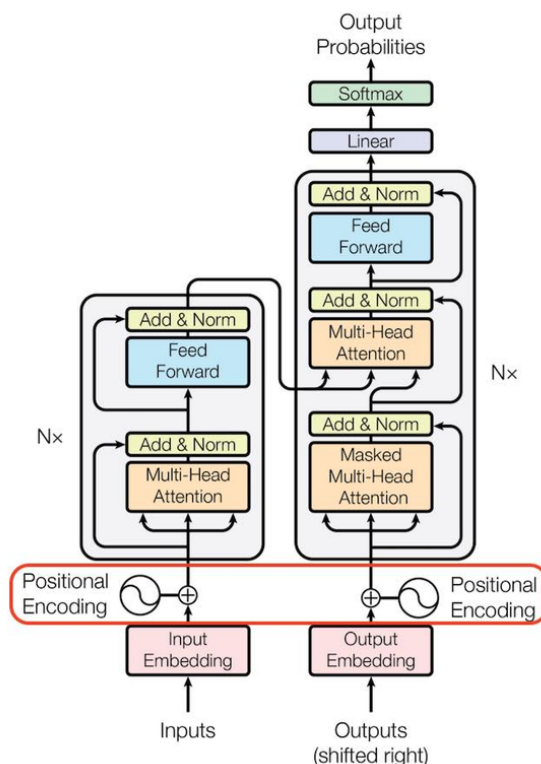 Output
Probabilities
Softmax
Linear
Add & Norm
Feed
Forward
Add & Norm
Multi-Head
Attention
Add & Norm
Masked
Multi-Head
Attention
Nx
Add & Norm
Feed
Forward
Add & Norm
Multi-Head
Attention
Nx
Positional
Encoding
Positional
Encoding
Input
Embedding
Output
Embedding
Inputs
Outputs
(shifted right)